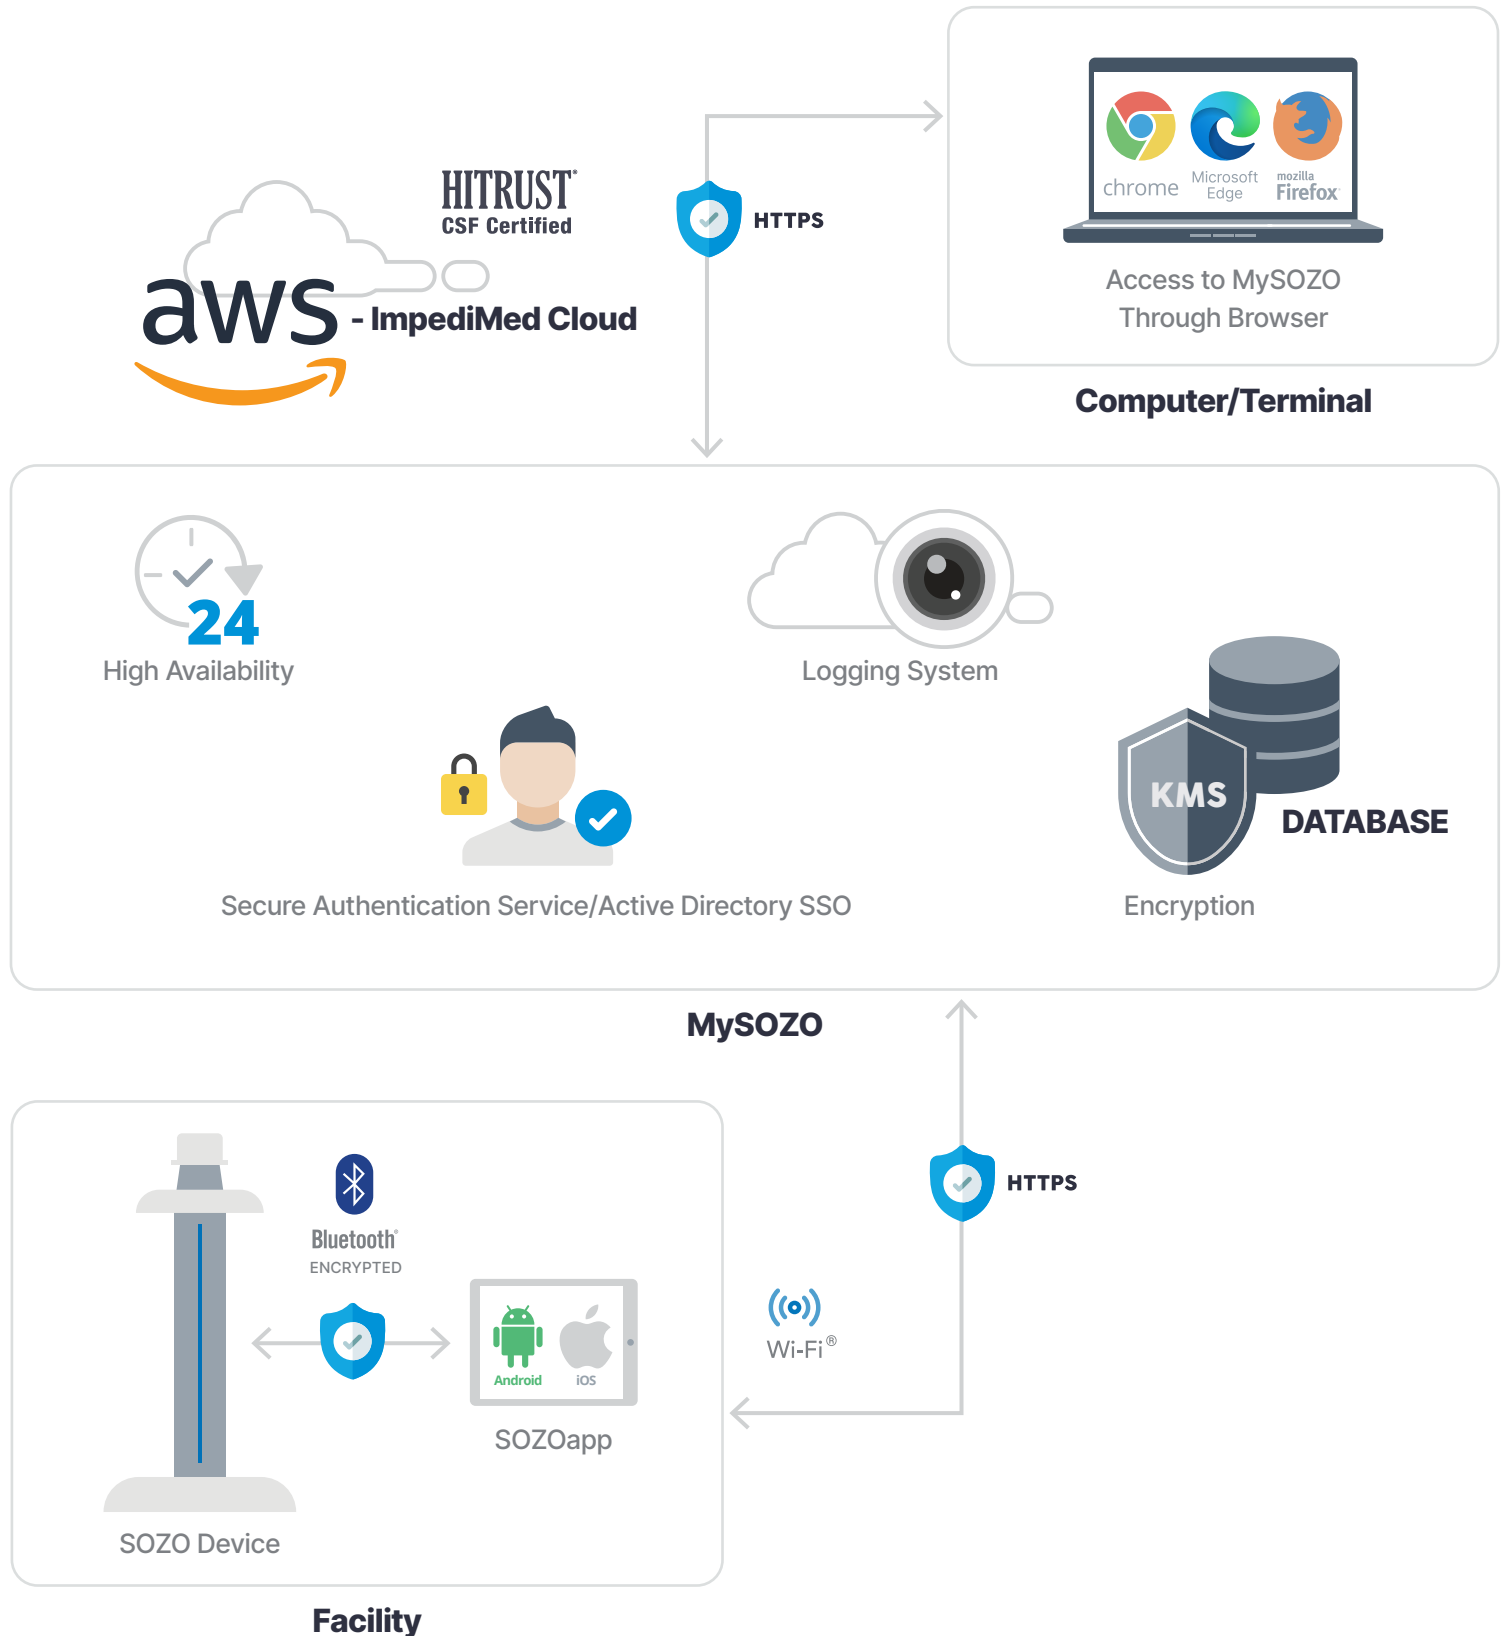 chrome
Microsoft
Edge
mozilla
Firefox
HITRUST®
CSF Certified
HTTPS
Access to MySOZO
Through Browser
aws - ImpediMed Cloud
Computer/Terminal
24
High Availability
Logging System
KMS
DATABASE
Secure Authentication Service/Active Directory SSO
Encryption
MySOZO
HTTPS
Bluetooth®
ENCRYPTED
Wi-Fi®
Android
iOS
SOZOapp
SOZO Device
Facility